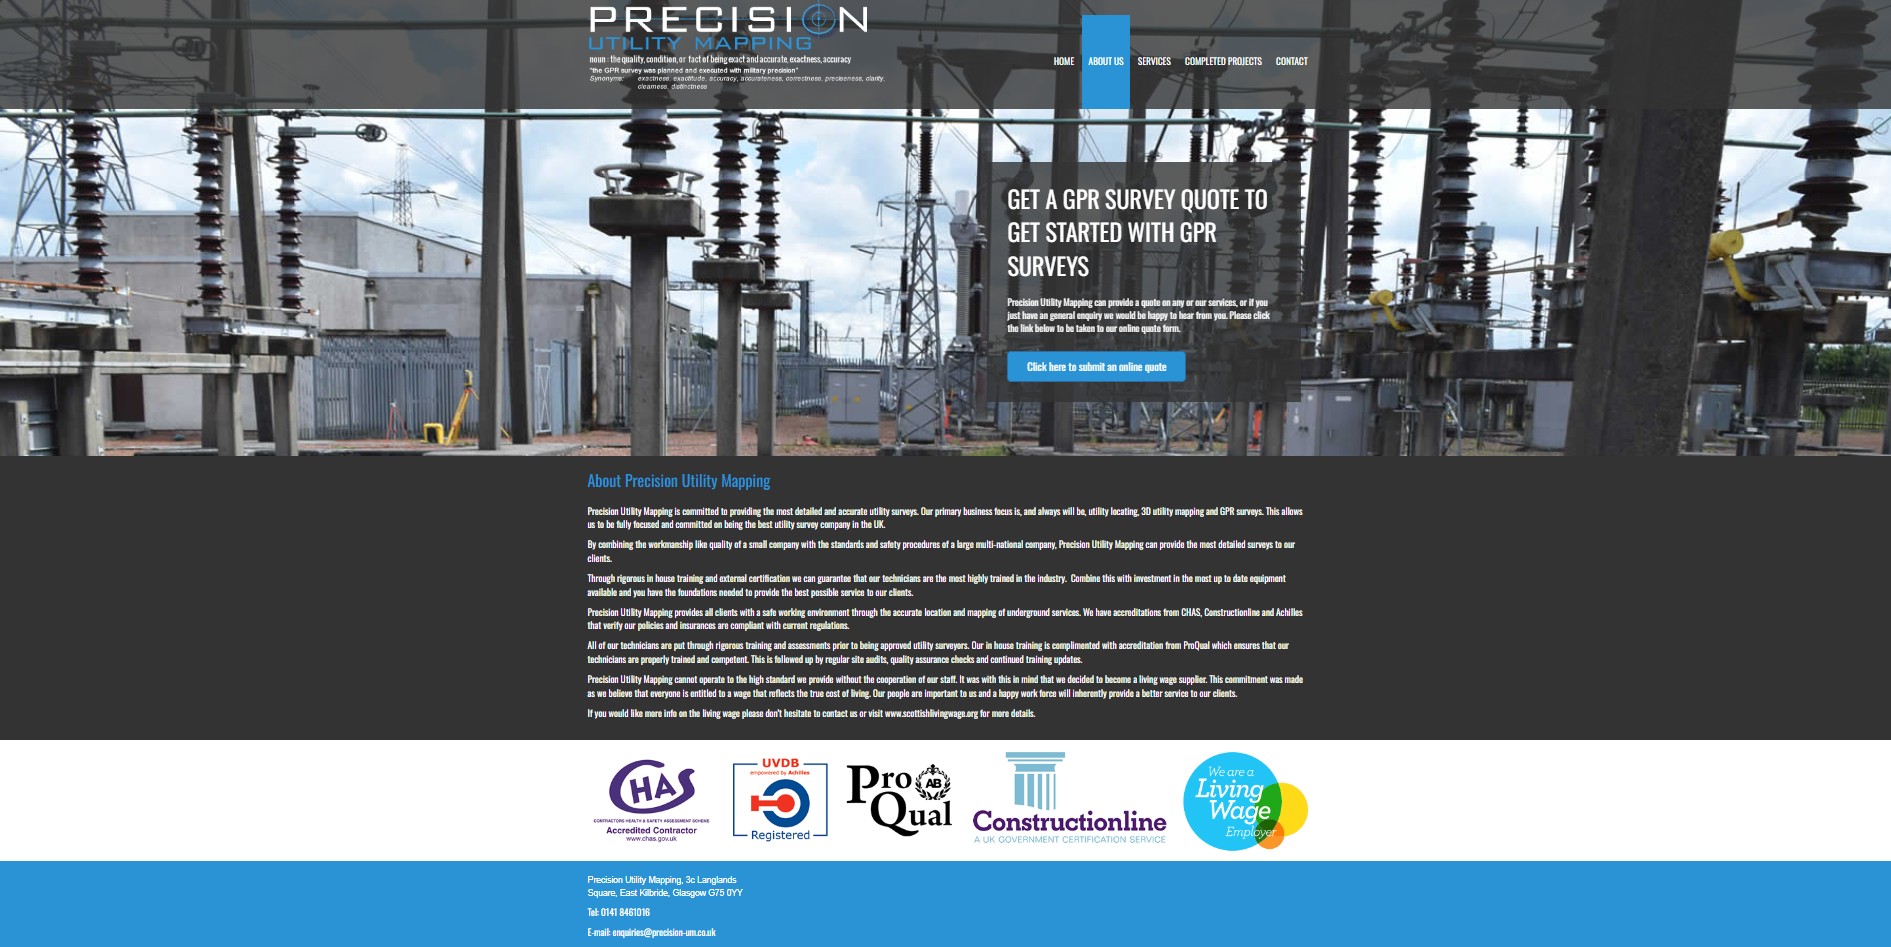 PRECISION
UTILITY MAPPING
noun : the quality, condition, or fact of being exact and accurate, exactness, accuracy
"the GPR survey was planned and executed with military precision"
Synonyms: exactness, exactitude, accuracy, accurateness, correctness, preciseness, clarity,
clearness, distinctness
HOME ABOUT US SERVICES COMPLETED PROJECTS CONTACT
GET A GPR SURVEY QUOTE TO
GET STARTED WITH GPR
SURVEYS
Precision Utility Mapping can provide a quote on any or our services, or if you
just have an general enquiry we would be happy to hear from you. Please click
the link below to be taken to our online quote form.
Click here to submit an online quote
About Precision Utility Mapping
Precision Utility Mapping is committed to providing the most detailed and accurate utility surveys. Our primary business focus is, and always will be, utility locating, 3D utility mapping and GPR surveys. This allows
us to be fully focused and committed on being the best utility survey company in the UK.
By combining the workmanship like quality of a small company with the standards and safety procedures of a large multi-national company, Precision Utility Mapping can provide the most detailed surveys to our
clients.
Through rigorous in house training and external certification we can guarantee that our technicians are the most highly trained in the industry. Combine this with investment in the most up to date equipment
available and you have the foundations needed to provide the best possible service to our clients.
Precision Utility Mapping provides all clients with a safe working environment through the accurate location and mapping of underground services. We have accreditations from CHAS, Constructionline and Achilles
that verify our policies and insurances are compliant with current regulations.
All of our technicians are put through rigorous training and assessments prior to being approved utility surveyors. Our in house training is complimented with accreditation from ProQual which ensures that our
technicians are properly trained and competent. This is followed up by regular site audits, quality assurance checks and continued training updates.
Precision Utility Mapping cannot operate to the high standard we provide without the cooperation of our staff. It was with this in mind that we decided to become a living wage supplier. This commitment was made
as we believe that everyone is entitled to a wage that reflects the true cost of living. Our people are important to us and a happy work force will inherently provide a better service to our clients.
If you would like more info on the living wage please don't hesitate to contact us or visit www.scottishlivingwage.org for more details.
CHAS
CONTRACTORS HEALTH & SAFETY ASSESSMENT SCHEME
Accredited Contractor
www.chas.gov.uk
UVDB
empowered by Achilles
Registered
Pro AB
Qual
Constructionline
A UK GOVERNMENT CERTIFICATION SERVICE
We are a
Living
Wage
Employer
Precision Utility Mapping, 3c Langlands
Square, East Kilbride, Glasgow G75 0YY
Tel: 0141 8461016
E-mail: enquiries@precision-um.co.uk